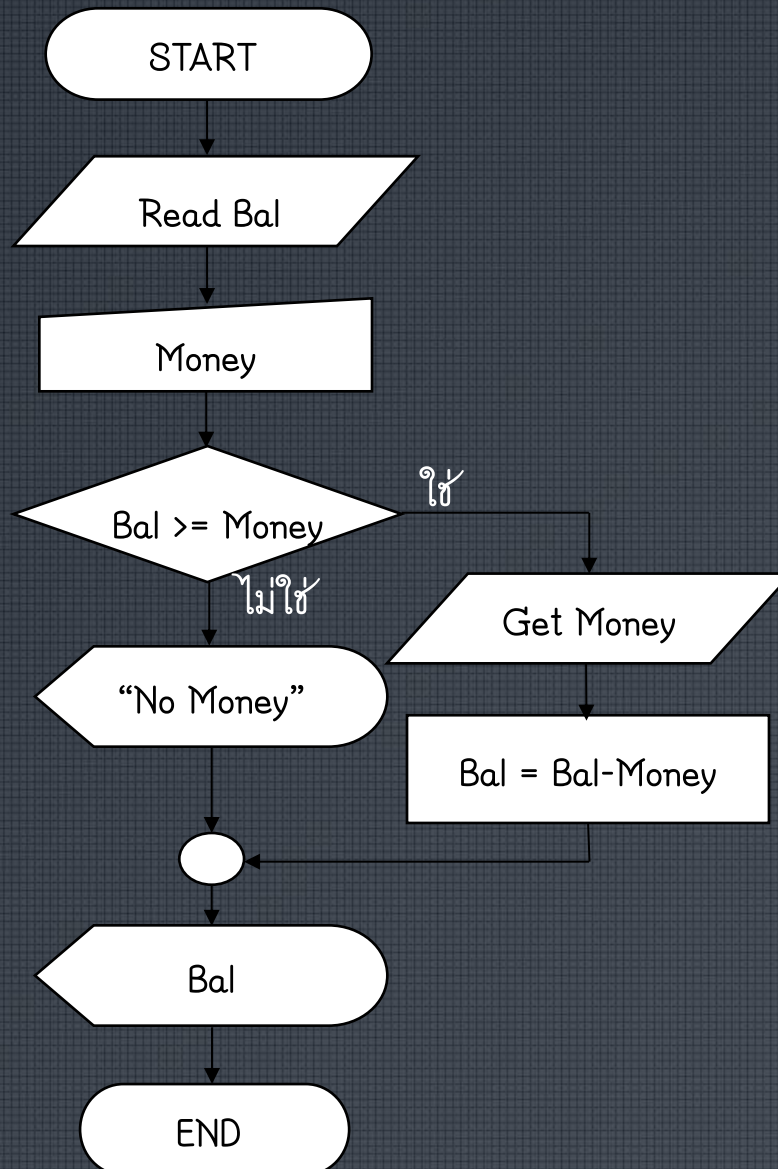 START
Read Bal
Money
Bal >= Money
ใช่
ไม่ใช่
Get Money
“No Money”
Bal = Bal-Money
Bal
END